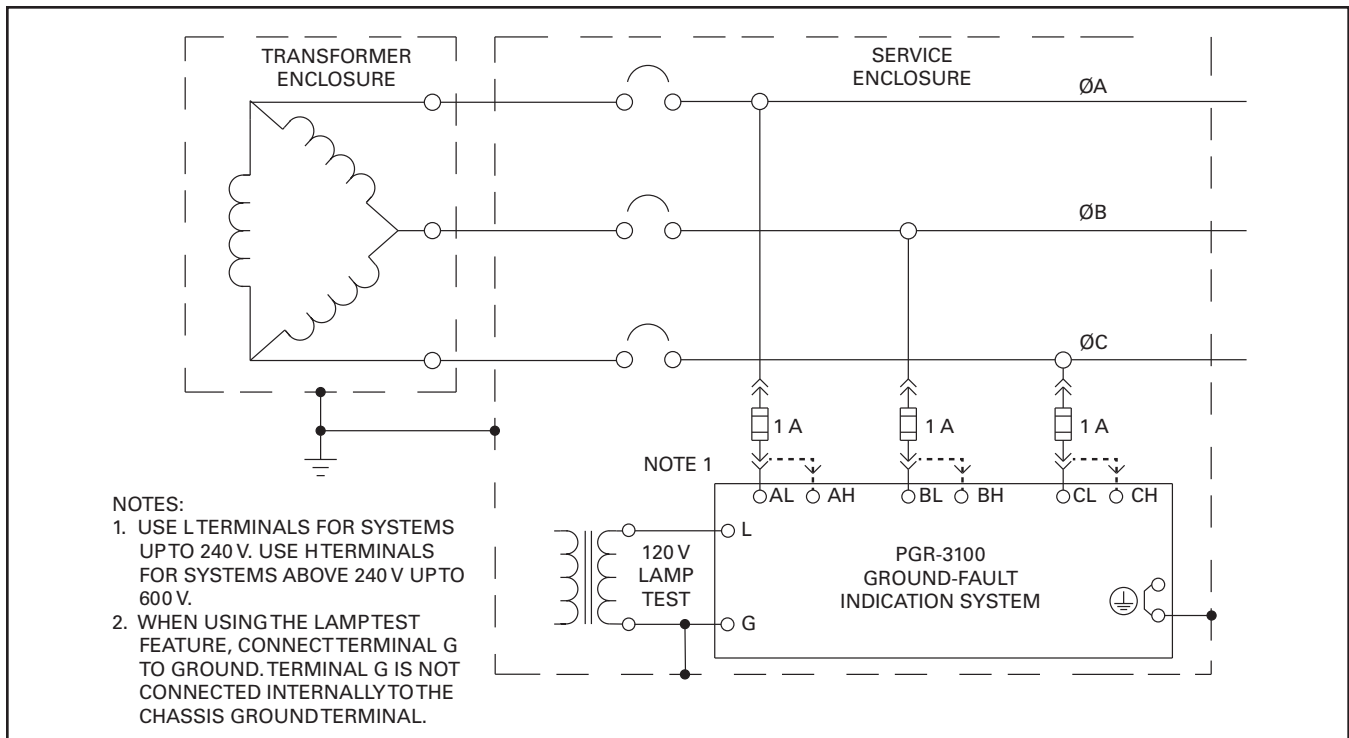 TRANSFORMER
ENCLOSURE
SERVICE
ENCLOSURE
ØA
ØB
ØC
1 A
1 A
1 A
NOTE 1
AL
AH
BL
BH
CL
CH
L
120 V
LAMP
TEST
G
PGR-3100
GROUND-FAULT
INDICATION SYSTEM
NOTES:
1. USE L TERMINALS FOR SYSTEMS
UP TO 240 V. USE H TERMINALS
FOR SYSTEMS ABOVE 240 V UP TO
600 V.
2. WHEN USING THE LAMP TEST
FEATURE, CONNECT TERMINAL G
TO GROUND. TERMINAL G IS NOT
CONNECTED INTERNALLY TO THE
CHASSIS GROUND TERMINAL.